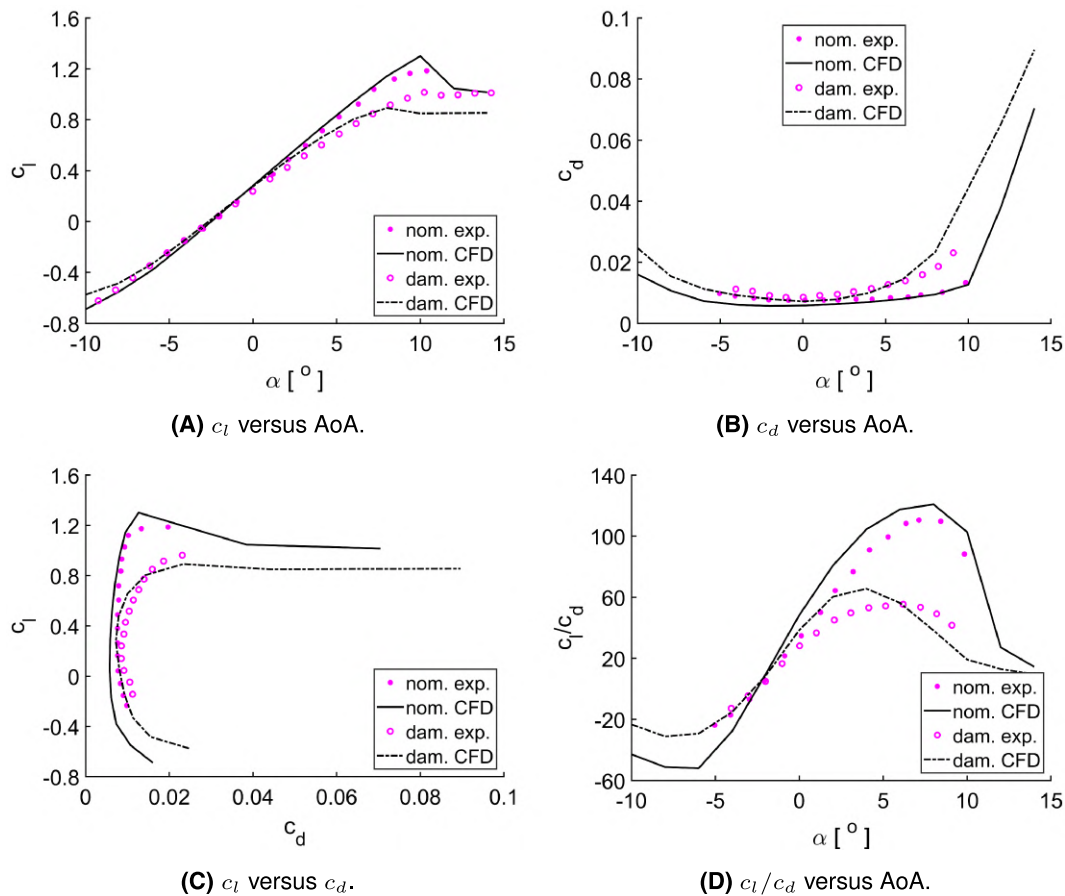 1.6
1.2
0.8
0.4
0
-0.4
-0.8
c_l
nom. exp.
nom. CFD
dam. exp.
dam. CFD
-10 -5 0 5 10 15
α [ o ]
(A) c_l versus AoA.
0.1
0.08
0.06
0.04
0.02
0
c_d
nom. exp.
nom. CFD
dam. exp.
dam. CFD
-10 -5 0 5 10 15
α [ o ]
(B) c_d versus AoA.
1.6
1.2
0.8
0.4
0
-0.4
-0.8
c_l
nom. exp.
nom. CFD
dam. exp.
dam. CFD
0 0.02 0.04 0.06 0.08 0.1
c_d
(C) c_l versus c_d.
140
100
60
20
-20
-60
c_l/c_d
nom. exp.
nom. CFD
dam. exp.
dam. CFD
-10 -5 0 5 10 15
α [ o ]
(D) c_l/c_d versus AoA.